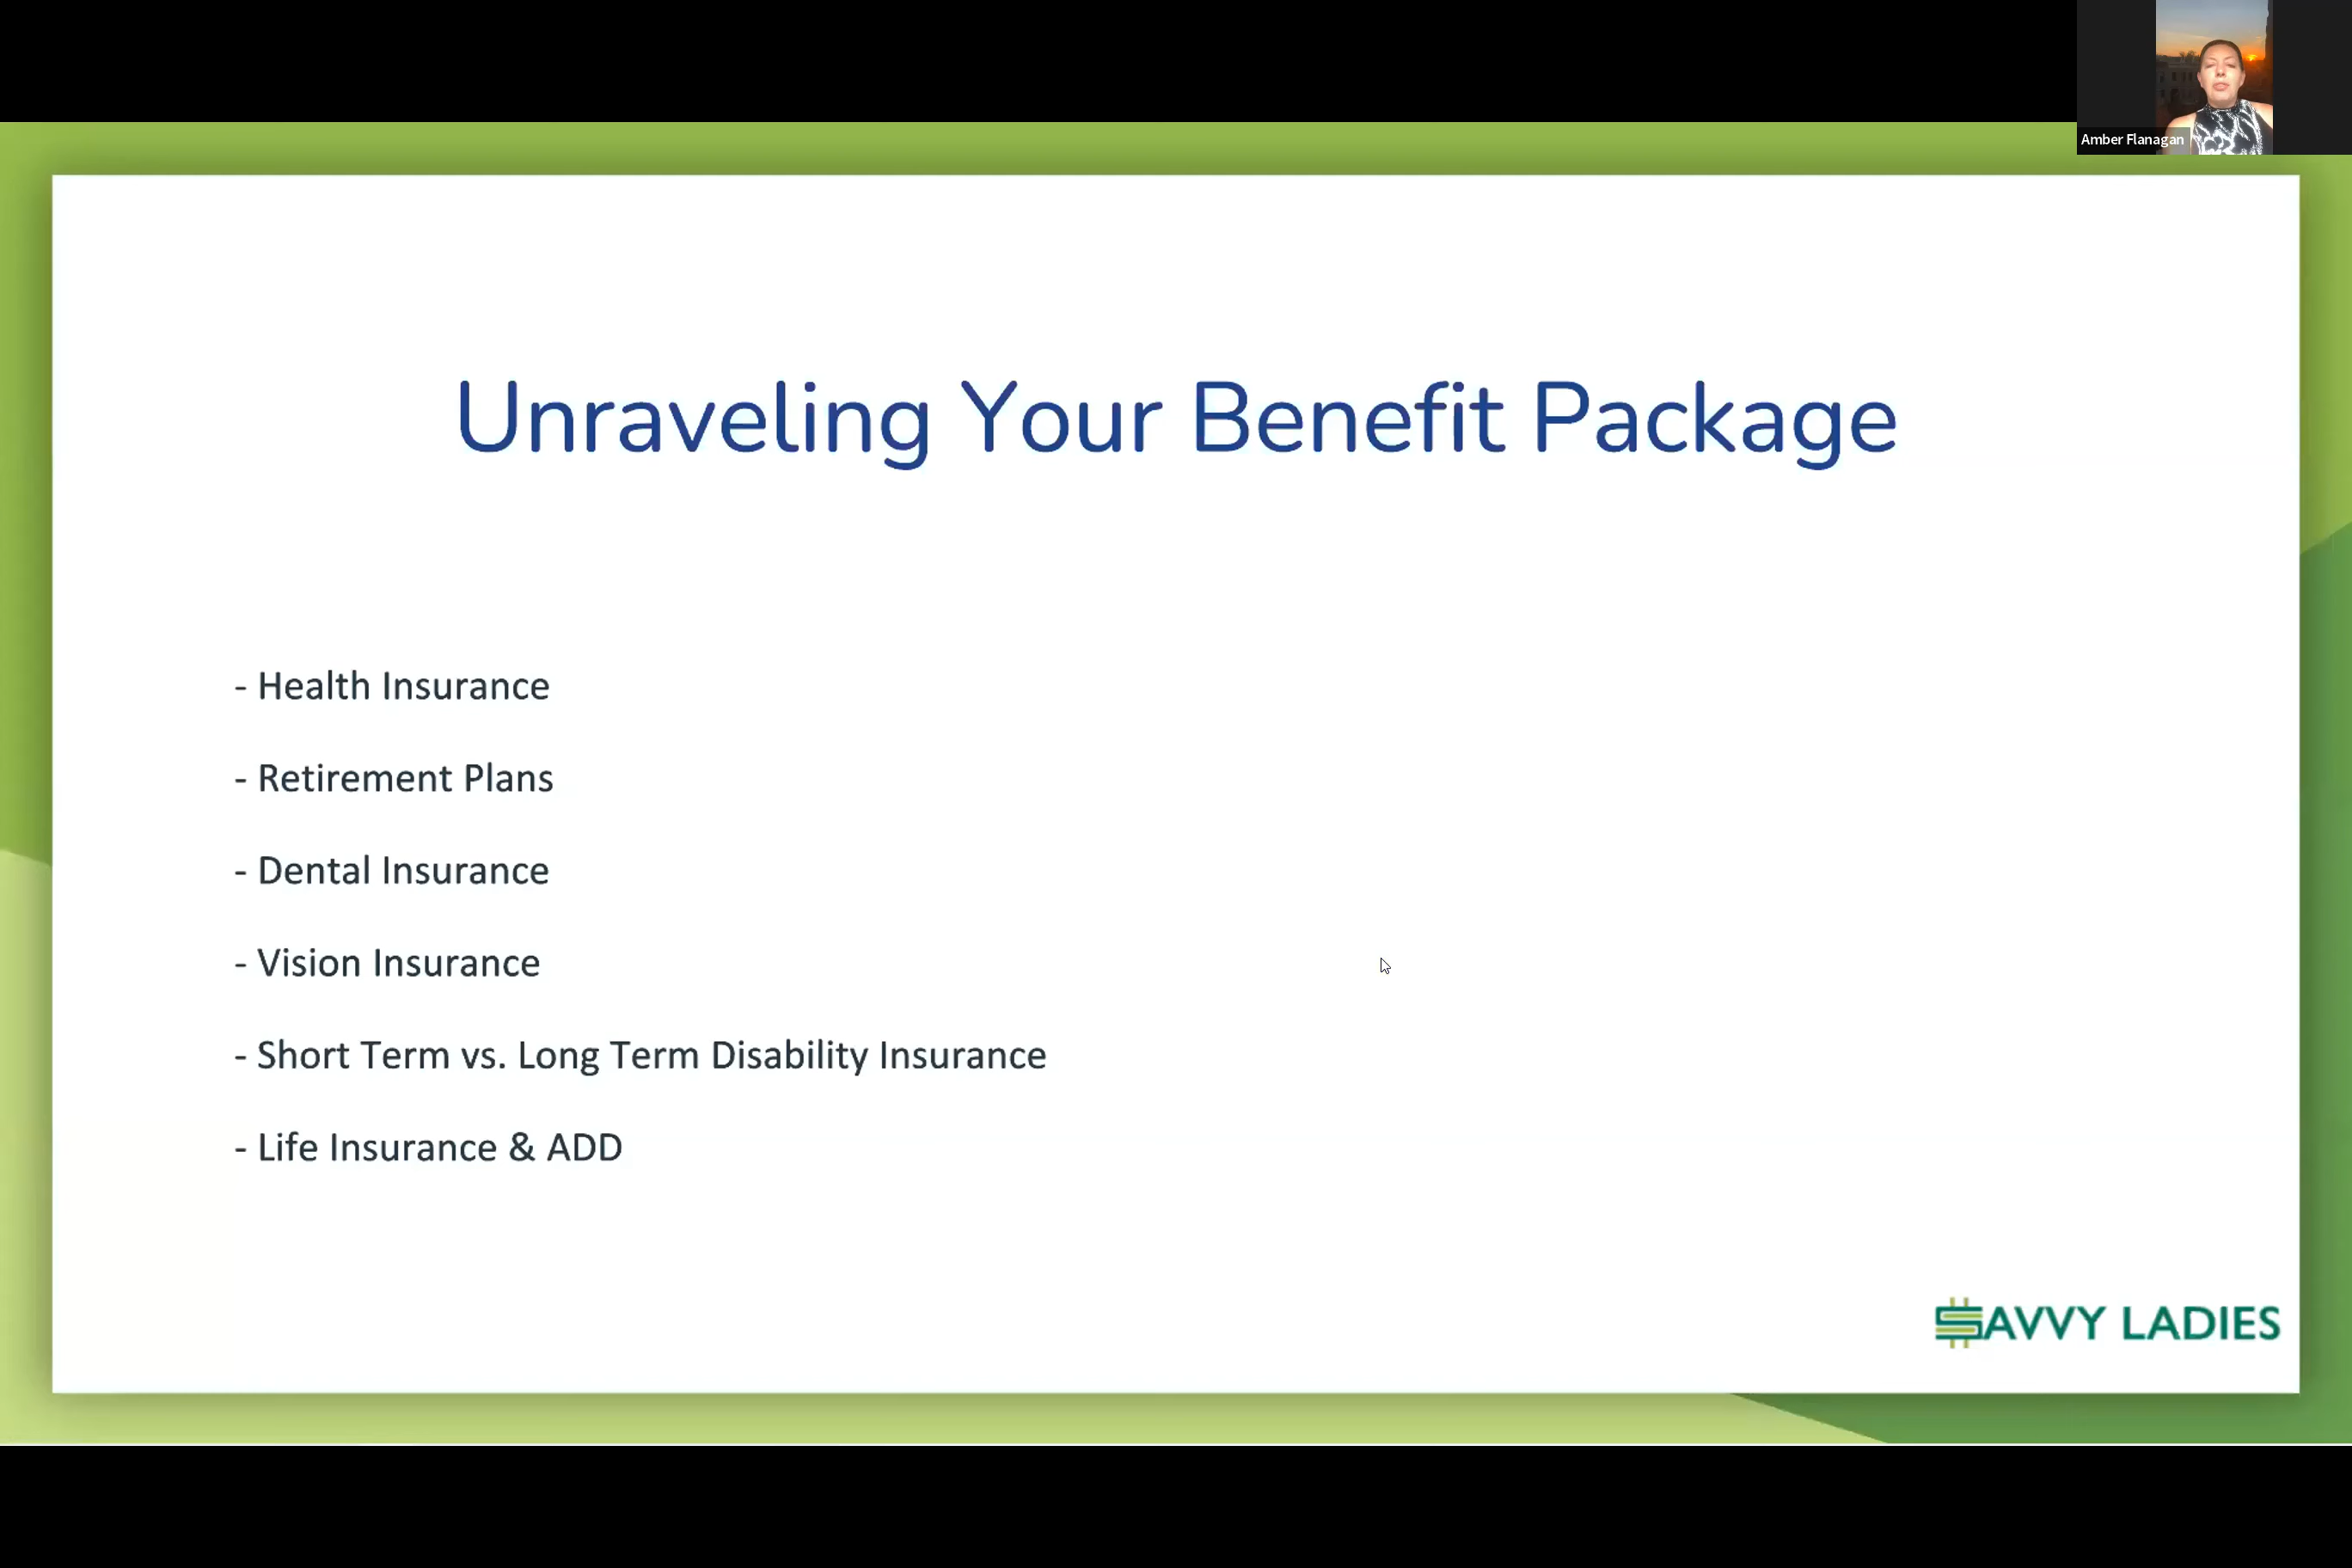 Amber Flanagan
Unraveling Your Benefit Package
- Health Insurance
- Retirement Plans
- Dental Insurance
- Vision Insurance
- Short Term vs. Long Term Disability Insurance
- Life Insurance & ADD
SAVVY LADIES